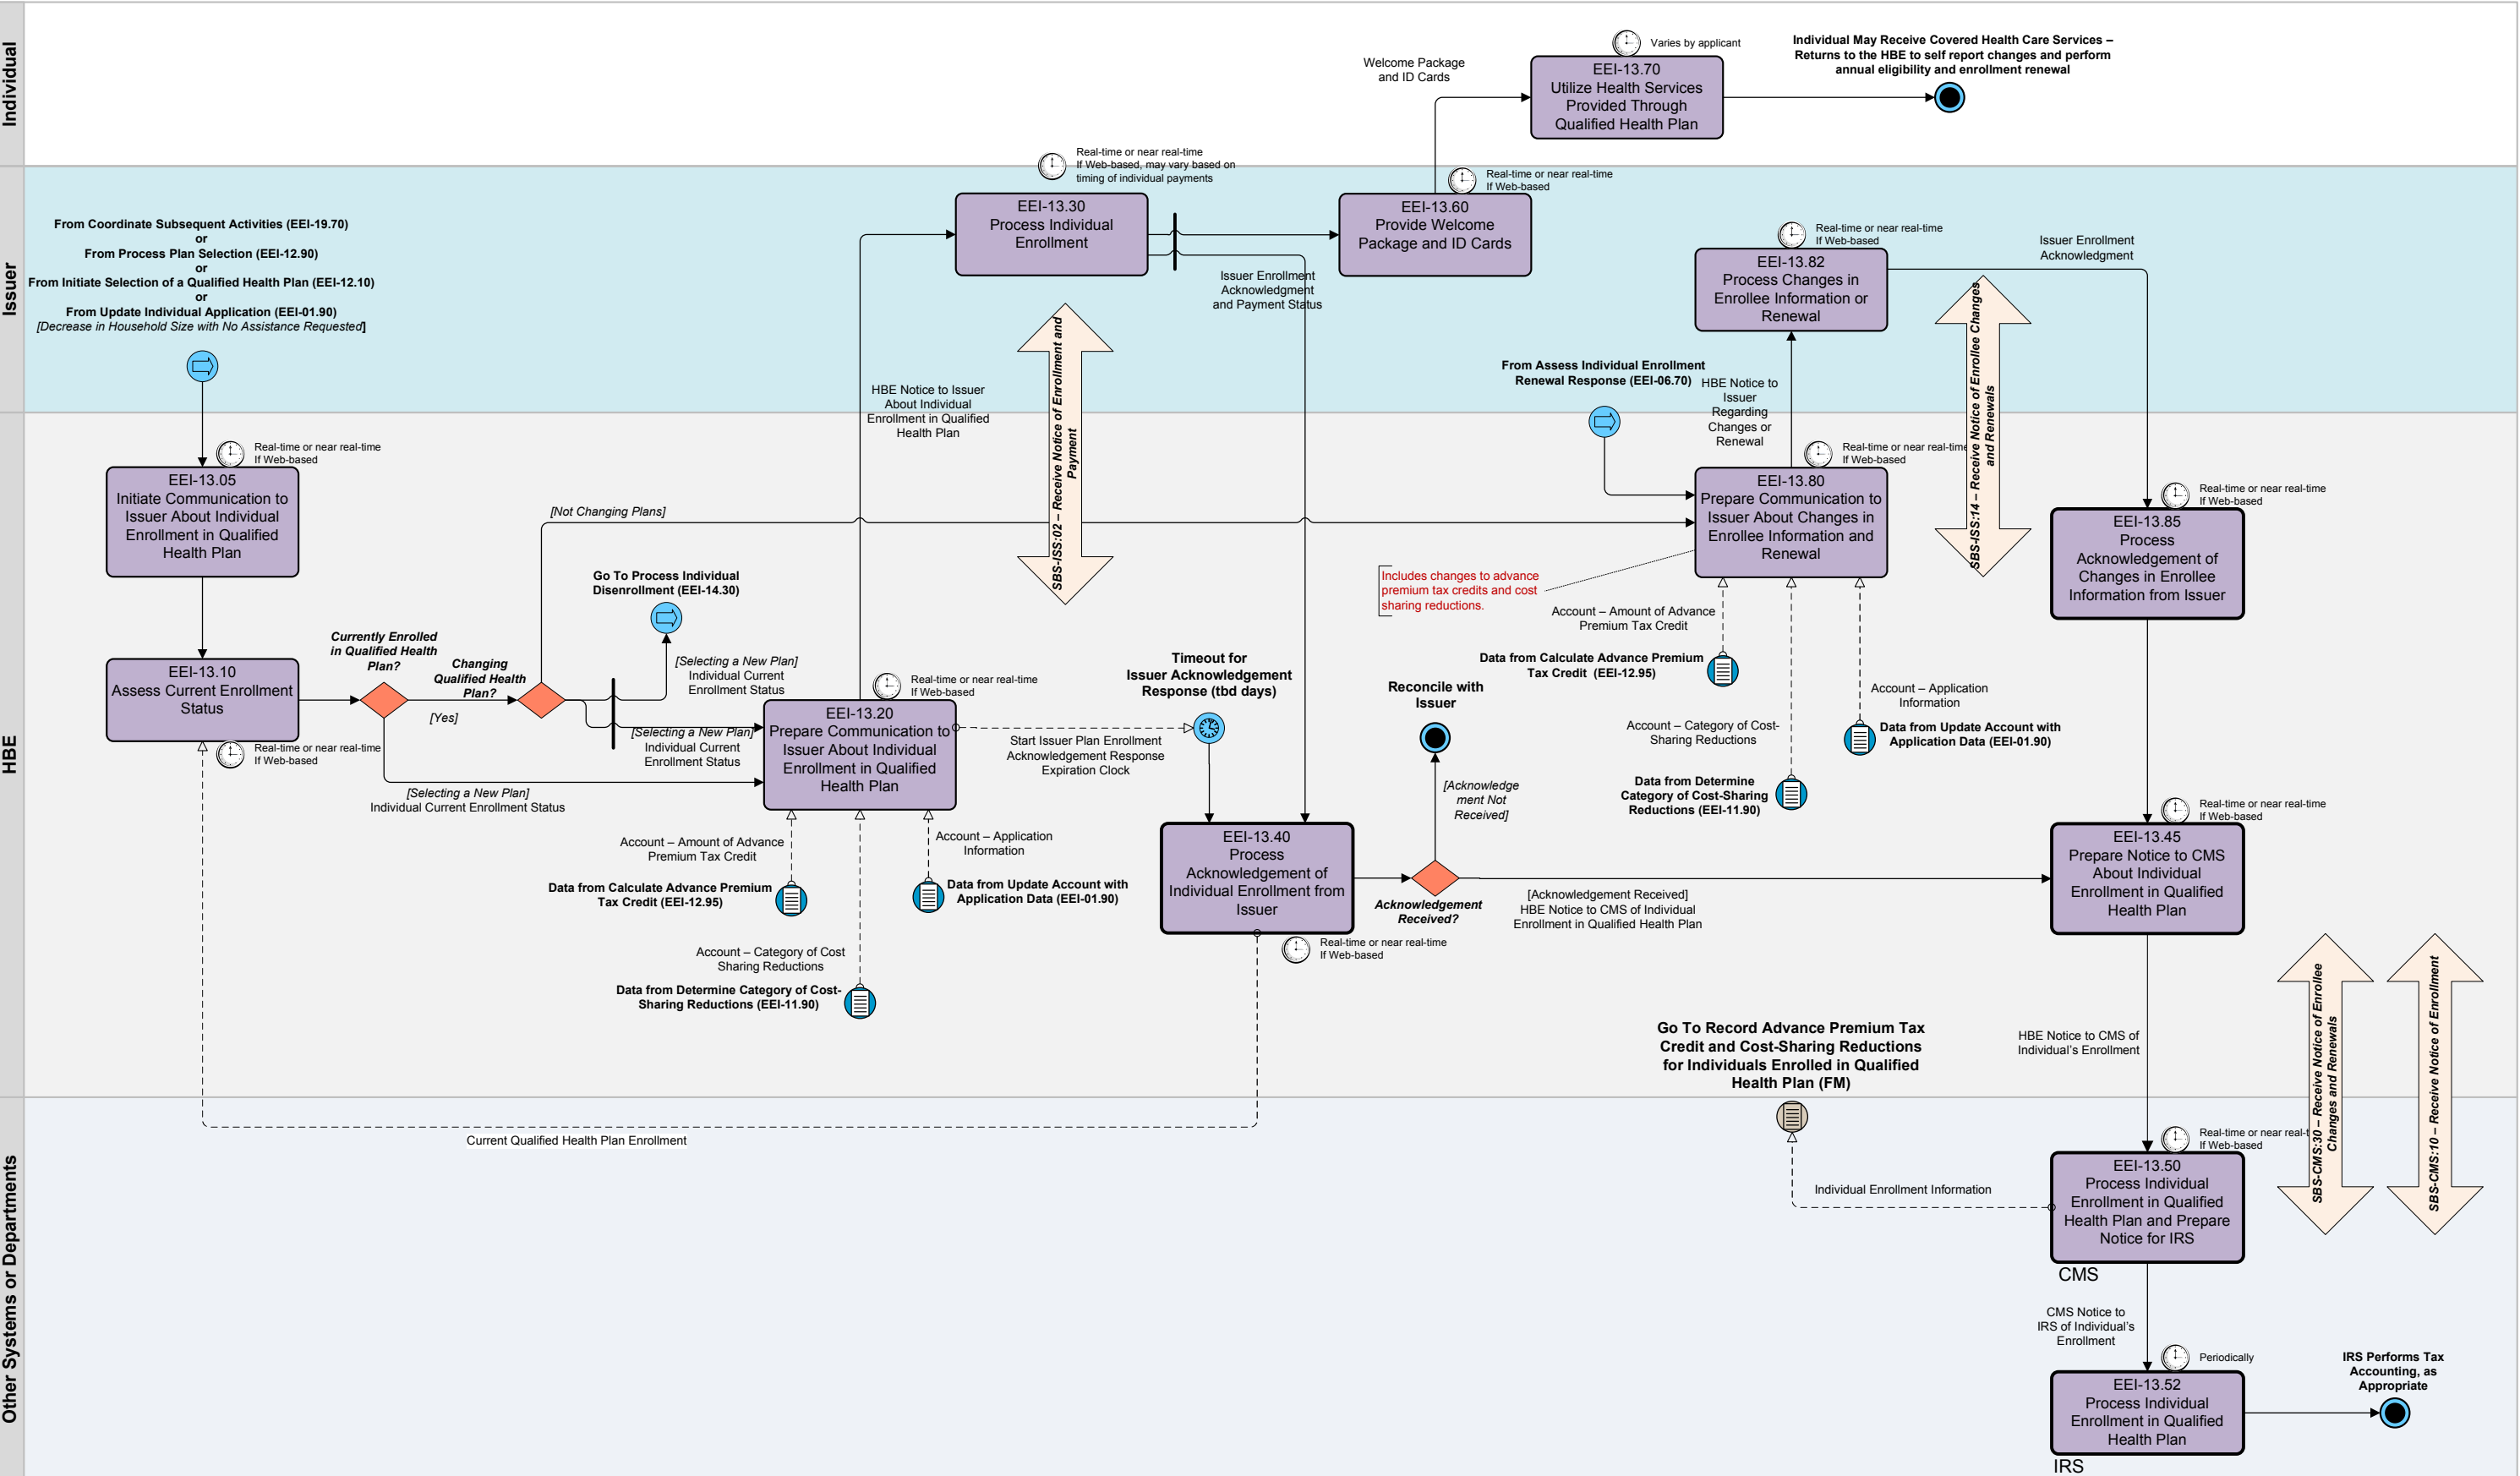 Individual
Varies by applicant
EEI-13.70
Utilize Health Services
Provided Through
Qualified Health Plan
Welcome Package
and ID Cards
Individual May Receive Covered Health Care Services –
Returns to the HBE to self report changes and perform
annual eligibility and enrollment renewal
Issuer
From Coordinate Subsequent Activities (EEI-19.70)
or
From Process Plan Selection (EEI-12.90)
or
From Initiate Selection of a Qualified Health Plan (EEI-12.10)
or
From Update Individual Application (EEI-01.90)
[Decrease in Household Size with No Assistance Requested]
Real-time or near real-time
If Web-based, may vary based on
timing of individual payments
EEI-13.30
Process Individual
Enrollment
Real-time or near real-time
If Web-based
EEI-13.60
Provide Welcome
Package and ID Cards
Issuer Enrollment
Acknowledgment
and Payment Status
Real-time or near real-time
If Web-based
EEI-13.82
Process Changes in
Enrollee Information or
Renewal
Issuer Enrollment
Acknowledgment
HBE Notice to Issuer
About Individual
Enrollment in Qualified
Health Plan
SBS-ISS:02 – Receive Notice of Enrollment and
Payment
From Assess Individual Enrollment
Renewal Response (EEI-06.70)
HBE Notice to
Issuer
Regarding
Changes or
Renewal
SBS-ISS:14 – Receive Notice of Enrollee Changes
and Renewals
HBE
Real-time or near real-time
If Web-based
EEI-13.05
Initiate Communication to
Issuer About Individual
Enrollment in Qualified
Health Plan
[Not Changing Plans]
Real-time or near real-time
If Web-based
EEI-13.80
Prepare Communication to
Issuer About Changes in
Enrollee Information and
Renewal
Includes changes to advance
premium tax credits and cost
sharing reductions.
Real-time or near real-time
If Web-based
EEI-13.85
Process
Acknowledgement of
Changes in Enrollee
Information from Issuer
Go To Process Individual
Disenrollment (EEI-14.30)
EEI-13.10
Assess Current Enrollment
Status
Real-time or near real-time
If Web-based
Currently Enrolled
in Qualified Health
Plan?
[Yes]
Changing
Qualified Health
Plan?
[Selecting a New Plan]
Individual Current
Enrollment Status
[Selecting a New Plan]
Individual Current
Enrollment Status
[Selecting a New Plan]
Individual Current Enrollment Status
Real-time or near real-time
If Web-based
EEI-13.20
Prepare Communication to
Issuer About Individual
Enrollment in Qualified
Health Plan
Start Issuer Plan Enrollment
Acknowledgement Response
Expiration Clock
Timeout for
Issuer Acknowledgement
Response (tbd days)
Reconcile with
Issuer
[Acknowledge
ment Not
Received]
Account – Amount of Advance
Premium Tax Credit
Data from Calculate Advance Premium
Tax Credit  (EEI-12.95)
Account – Category of Cost-
Sharing Reductions
Data from Determine
Category of Cost-Sharing
Reductions (EEI-11.90)
Account – Application
Information
Data from Update Account with
Application Data (EEI-01.90)
Account – Amount of Advance
Premium Tax Credit
Data from Calculate Advance Premium
Tax Credit (EEI-12.95)
Account – Category of Cost
Sharing Reductions
Data from Determine Category of Cost-
Sharing Reductions (EEI-11.90)
Account – Application
Information
Data from Update Account with
Application Data (EEI-01.90)
EEI-13.40
Process
Acknowledgement of
Individual Enrollment from
Issuer
Real-time or near real-time
If Web-based
Acknowledgement
Received?
[Acknowledgement Received]
HBE Notice to CMS of Individual
Enrollment in Qualified Health Plan
Real-time or near real-time
If Web-based
EEI-13.45
Prepare Notice to CMS
About Individual
Enrollment in Qualified
Health Plan
HBE Notice to CMS of
Individual's Enrollment
SBS-CMS:30 – Receive Notice of Enrollee
Changes and Renewals
SBS-CMS:10 – Receive Notice of Enrollment
Go To Record Advance Premium Tax
Credit and Cost-Sharing Reductions
for Individuals Enrolled in Qualified
Health Plan (FM)
Other Systems or Departments
Current Qualified Health Plan Enrollment
Individual Enrollment Information
Real-time or near real-t
If Web-based
EEI-13.50
Process Individual
Enrollment in Qualified
Health Plan and Prepare
Notice for IRS
CMS
CMS Notice to
IRS of Individual's
Enrollment
Periodically
EEI-13.52
Process Individual
Enrollment in Qualified
Health Plan
IRS
IRS Performs Tax
Accounting, as
Appropriate